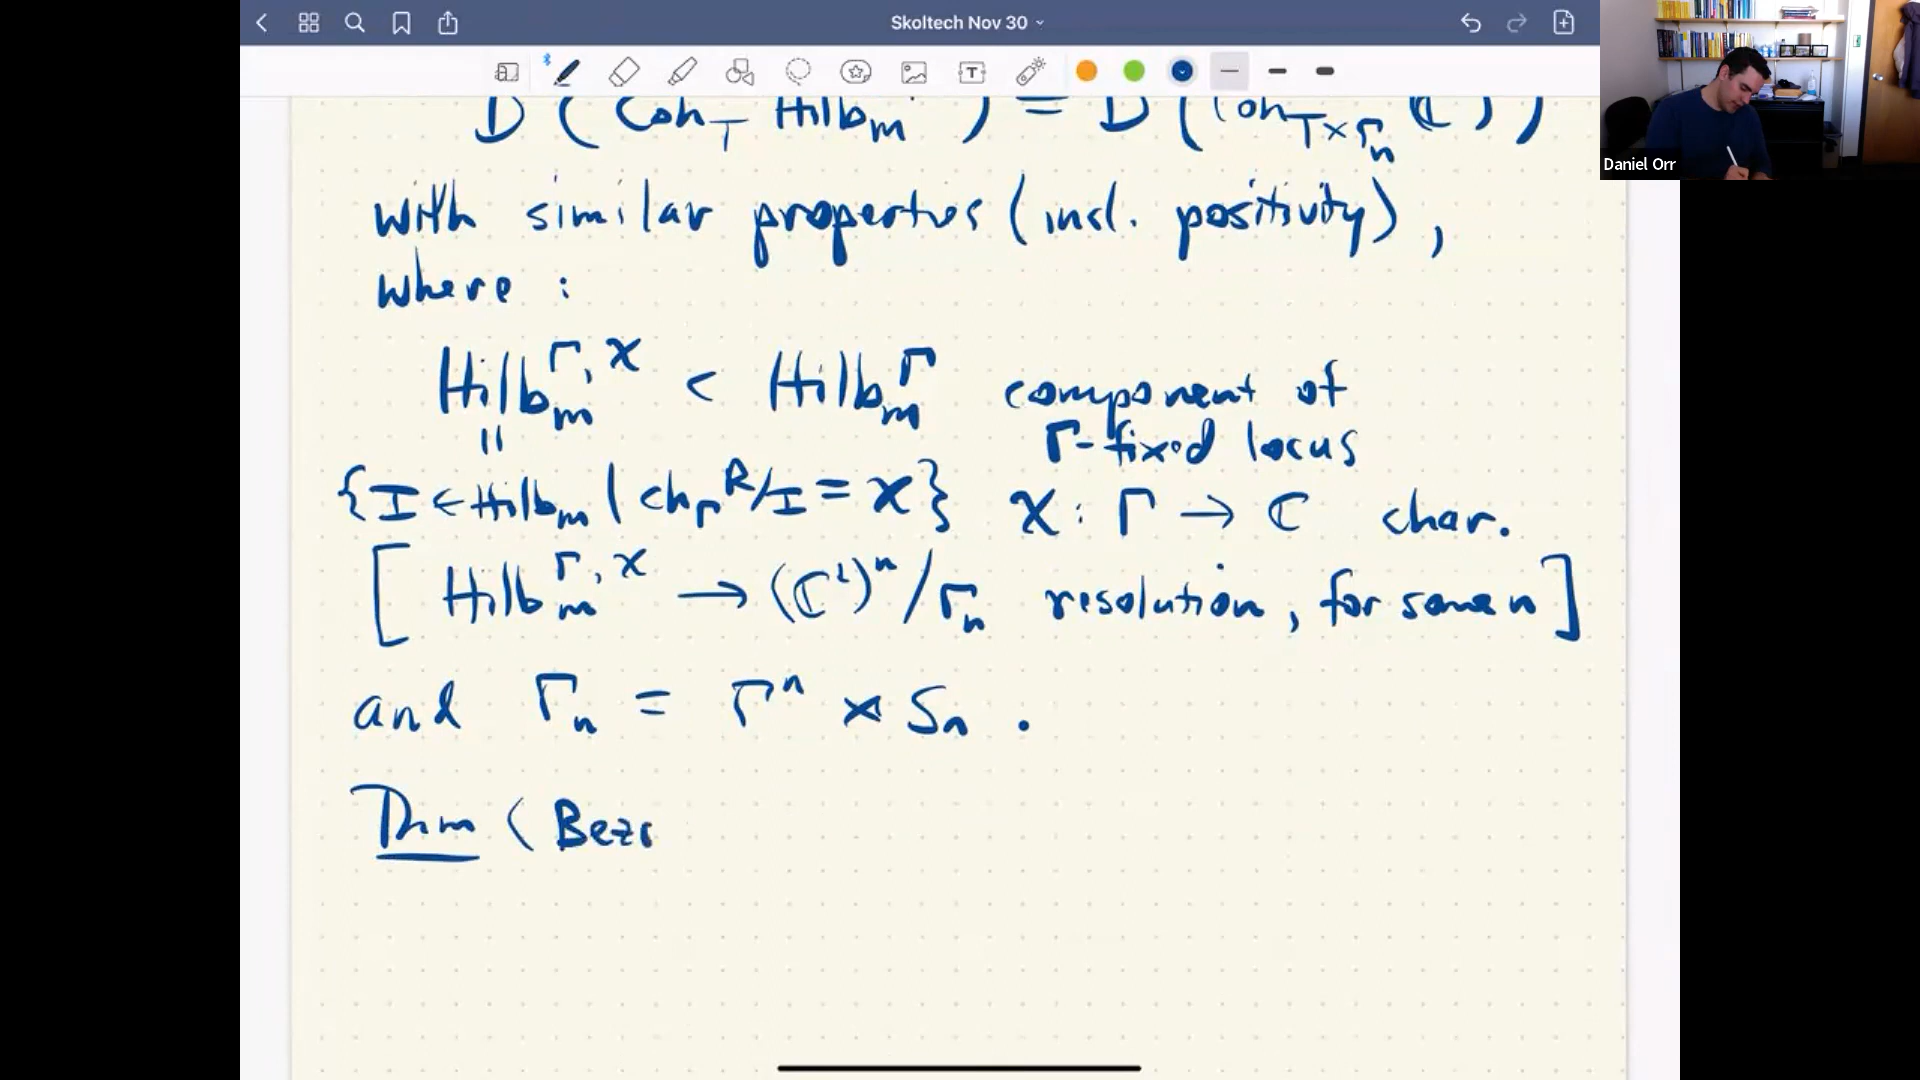 Skoltech Nov 30
Daniel Orr
D ( Coh_T Hilb_m ) = D ( Coh_{T×Γ_n} ℂ )
with similar properties (incl. positivity),
where :
Hilb_m^{Γ,χ} ⊂ Hilb_m^Γ component of
Γ-fixed locus
||
{I ∈ Hilb_m | ch_Γ R/I = χ} χ : Γ → ℂ char.
[ Hilb_m^{Γ,χ} → (ℂ²)^n / Γ_n resolution, for some n ]
and Γ_n = Γ^n ⋊ S_n .
Thm ( Bezr